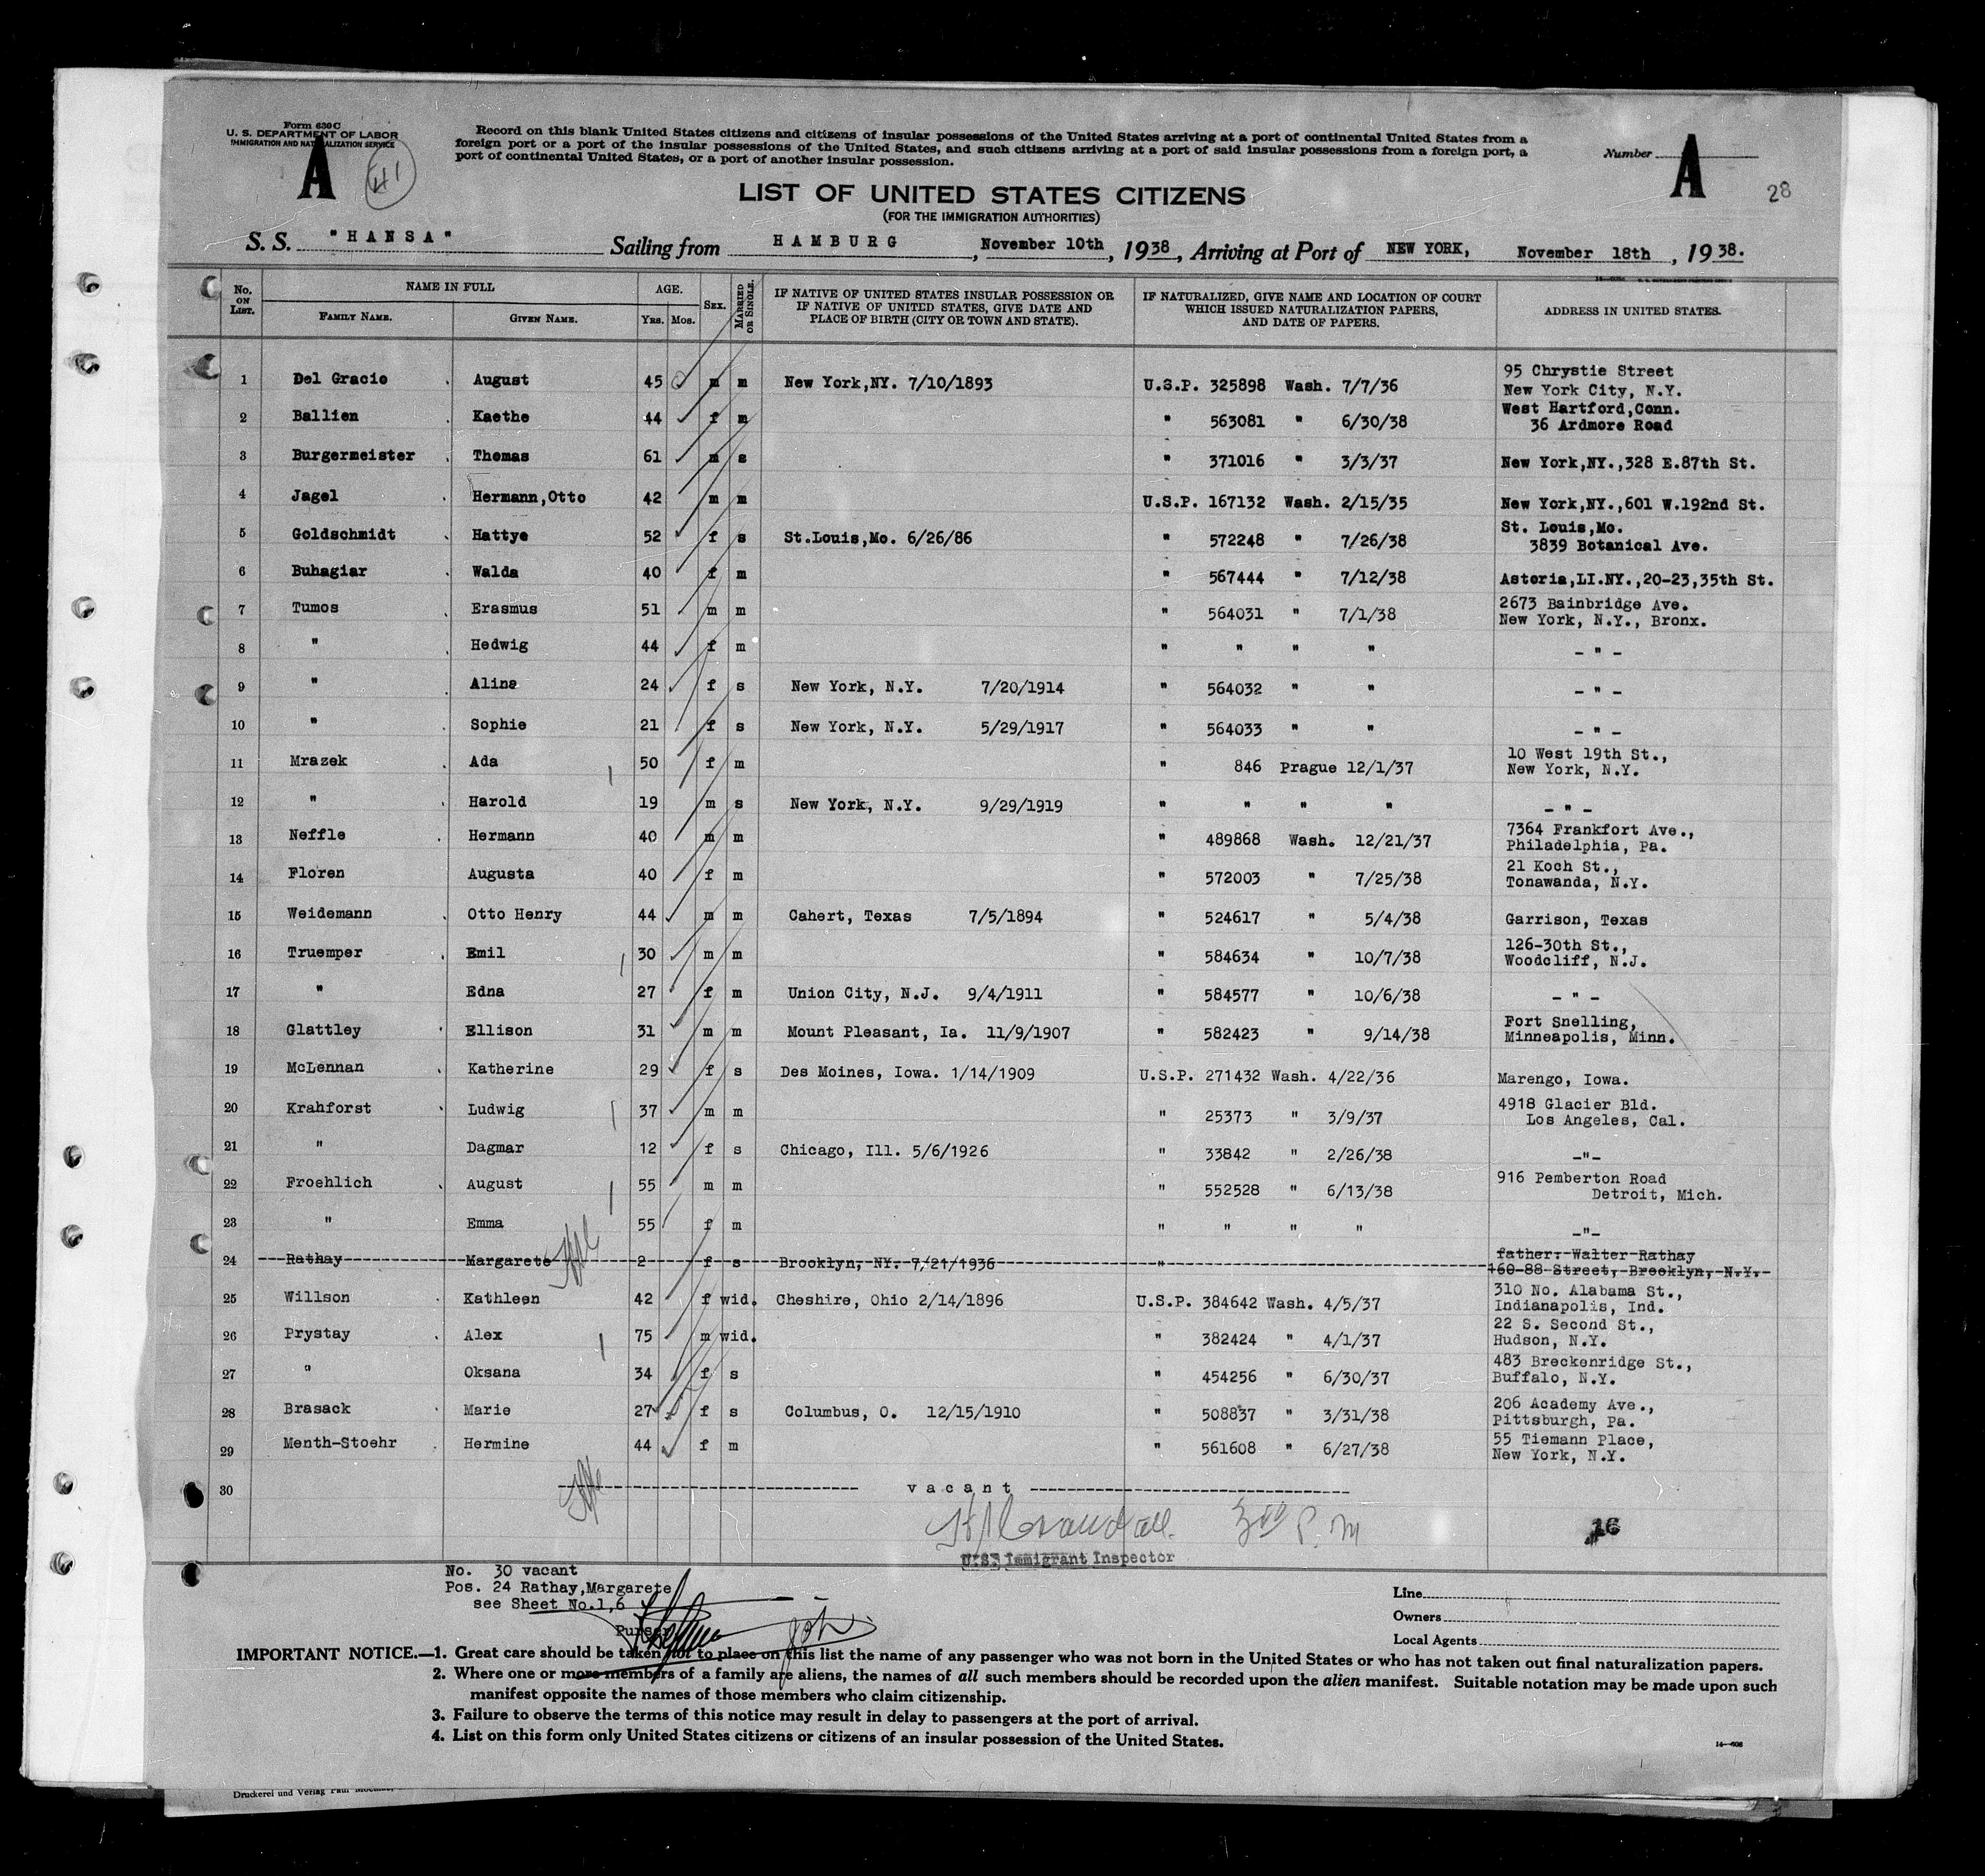 Form 630 C
U. S. DEPARTMENT OF LABOR
IMMIGRATION AND NATURALIZATION SERVICE
A
41
Record on this blank United States citizens and citizens of insular possessions of the United States arriving at a port of continental United States from a
foreign port or a port of the insular possessions of the United States, and such citizens arriving at a port of said insular possessions from a foreign port, a
port of continental United States, or a port of another insular possession.
Number A
28
LIST OF UNITED STATES CITIZENS
(FOR THE IMMIGRATION AUTHORITIES)
S. S. "HANSA" Sailing from HAMBURG, November 10th, 1938, Arriving at Port of NEW YORK, November 18th, 1938.
No. ON LIST. NAME IN FULL FAMILY NAME. GIVEN NAME. AGE. YRS. MOS. SEX. MARRIED OR SINGLE. IF NATIVE OF UNITED STATES INSULAR POSSESSION OR IF NATIVE OF UNITED STATES, GIVE DATE AND PLACE OF BIRTH (CITY OR TOWN AND STATE). IF NATURALIZED, GIVE NAME AND LOCATION OF COURT WHICH ISSUED NATURALIZATION PAPERS, AND DATE OF PAPERS. ADDRESS IN UNITED STATES.
1 Del Gracio August 45 m m New York,NY. 7/10/1893 U.S.P. 325898 Wash. 7/7/36 95 Chrystie Street New York City, N.Y.
2 Ballien Kaethe 44 f m " 563081 " 6/30/38 West Hartford,Conn. 36 Ardmore Road
3 Burgermeister Thomas 61 m s " 371016 " 3/3/37 New York,NY.,328 E.87th St.
4 Jagel Hermann,Otto 42 m m U.S.P. 167132 Wash. 2/15/35 New York,NY.,601 W.192nd St.
5 Goldschmidt Hattye 52 f s St.Louis,Mo. 6/26/86 " 572248 " 7/26/38 St. Louis,Mo. 3839 Botanical Ave.
6 Buhagiar Walda 40 f m " 567444 " 7/12/38 Astoria,LI.NY.,20-23,35th St.
7 Tumos Erasmus 51 m m " 564031 " 7/1/38 2673 Bainbridge Ave. New York, N.Y., Bronx.
8 " Hedwig 44 f m " " " " - " -
9 " Alina 24 f s New York, N.Y. 7/20/1914 " 564032 " " - " -
10 " Sophie 21 f s New York, N.Y. 5/29/1917 " 564033 " " - " -
11 Mrazek Ada 50 f m " 846 Prague 12/1/37 10 West 19th St., New York, N.Y.
12 " Harold 19 m s New York, N.Y. 9/29/1919 " " " " - " -
13 Neffle Hermann 40 m m " 489868 Wash. 12/21/37 7364 Frankfort Ave., Philadelphia, Pa.
14 Floren Augusta 40 f m " 572003 " 7/25/38 21 Koch St., Tonawanda, N.Y.
15 Weidemann Otto Henry 44 m m Cahert, Texas 7/5/1894 " 524617 " 5/4/38 Garrison, Texas
16 Truemper Emil 30 m m " 584634 " 10/7/38 126-30th St., Woodcliff, N.J.
17 " Edna 27 f m Union City, N.J. 9/4/1911 " 584577 " 10/6/38 - " -
18 Glattley Ellison 31 m m Mount Pleasant, Ia. 11/9/1907 " 582423 " 9/14/38 Fort Snelling, Minneapolis, Minn.
19 McLennan Katherine 29 f s Des Moines, Iowa. 1/14/1909 U.S.P. 271432 Wash. 4/22/36 Marengo, Iowa.
20 Krahforst Ludwig 37 m m " 25373 " 3/9/37 4918 Glacier Bld. Los Angeles, Cal.
21 " Dagmar 12 f s Chicago, Ill. 5/6/1926 " 33842 " 2/26/38 -"-
22 Froehlich August 55 m m " 552528 " 6/13/38 916 Pemberton Road Detroit, Mich.
23 " Emma 55 f m " " " " -"-
24 Rathay Margarete 2 f s Brooklyn, NY. 7/21/1936 " father: Walter Rathay 460-88 Street, Brooklyn, N.Y.
25 Willson Kathleen 42 f wid. Cheshire, Ohio 2/14/1896 U.S.P. 384642 Wash. 4/5/37 310 No. Alabama St., Indianapolis, Ind.
26 Prystay Alex 75 m wid. " 382424 " 4/1/37 22 S. Second St., Hudson, N.Y.
27 " Oksana 34 f s " 454256 " 6/30/37 483 Breckenridge St., Buffalo, N.Y.
28 Brasack Marie 27 f s Columbus, O. 12/15/1910 " 508837 " 3/31/38 206 Academy Ave., Pittsburgh, Pa.
29 Menth-Stoehr Hermine 44 f m " 561608 " 6/27/38 55 Tiemann Place, New York, N.Y.
30 vacant
16
U.S. Immigrant Inspector
No. 30 vacant
Pos. 24 Rathay,Margarete
see Sheet No.1,6
Purser
Line
Owners
Local Agents
IMPORTANT NOTICE.—1. Great care should be taken not to place on this list the name of any passenger who was not born in the United States or who has not taken out final naturalization papers.
2. Where one or more members of a family are aliens, the names of all such members should be recorded upon the alien manifest. Suitable notation may be made upon such
manifest opposite the names of those members who claim citizenship.
3. Failure to observe the terms of this notice may result in delay to passengers at the port of arrival.
4. List on this form only United States citizens or citizens of an insular possession of the United States.
Druckerei und Verlag Paul